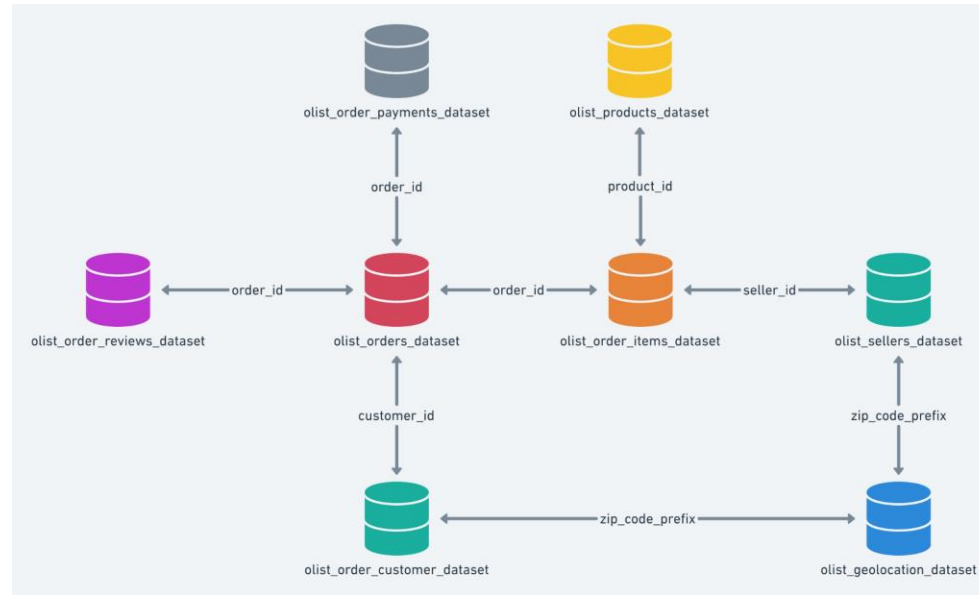 olist_order_payments_dataset
olist_products_dataset
order_id
product_id
order_id
order_id
seller_id
olist_order_reviews_dataset
olist_orders_dataset
olist_order_items_dataset
olist_sellers_dataset
customer_id
zip_code_prefix
zip_code_prefix
olist_order_customer_dataset
olist_geolocation_dataset